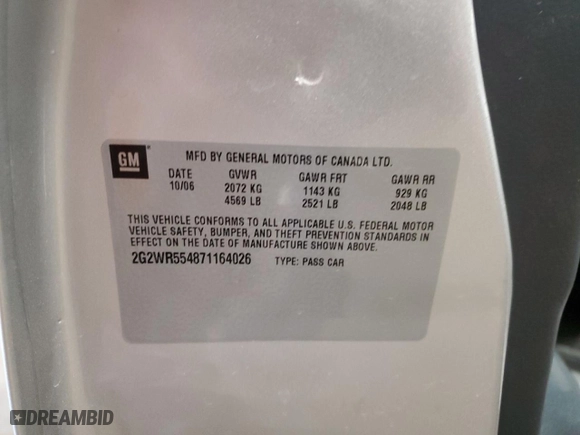 GM
MFD BY GENERAL MOTORS OF CANADA LTD.
DATE GVWR GAWR FRT GAWR RR
10/06 2072 KG 1143 KG 929 KG
4569 LB 2521 LB 2048 LB
THIS VEHICLE CONFORMS TO ALL APPLICABLE U.S. FEDERAL MOTOR
VEHICLE SAFETY, BUMPER, AND THEFT PREVENTION STANDARDS IN
EFFECT ON THE DATE OF MANUFACTURE SHOWN ABOVE.
2G2WR554871164026 TYPE: PASS CAR
DREAMBID